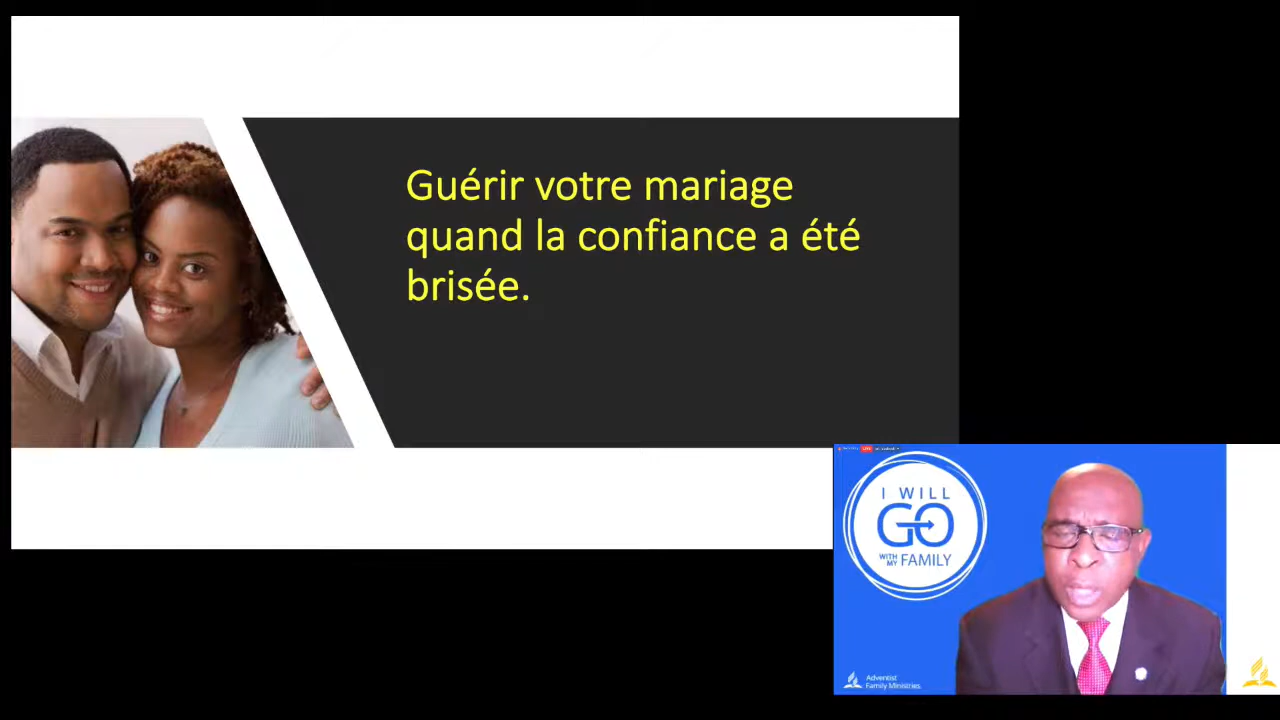 Guérir votre mariage
quand la confiance a été
brisée.
I WILL
GO
WITH MY FAMILY
Adventist
Family Ministries